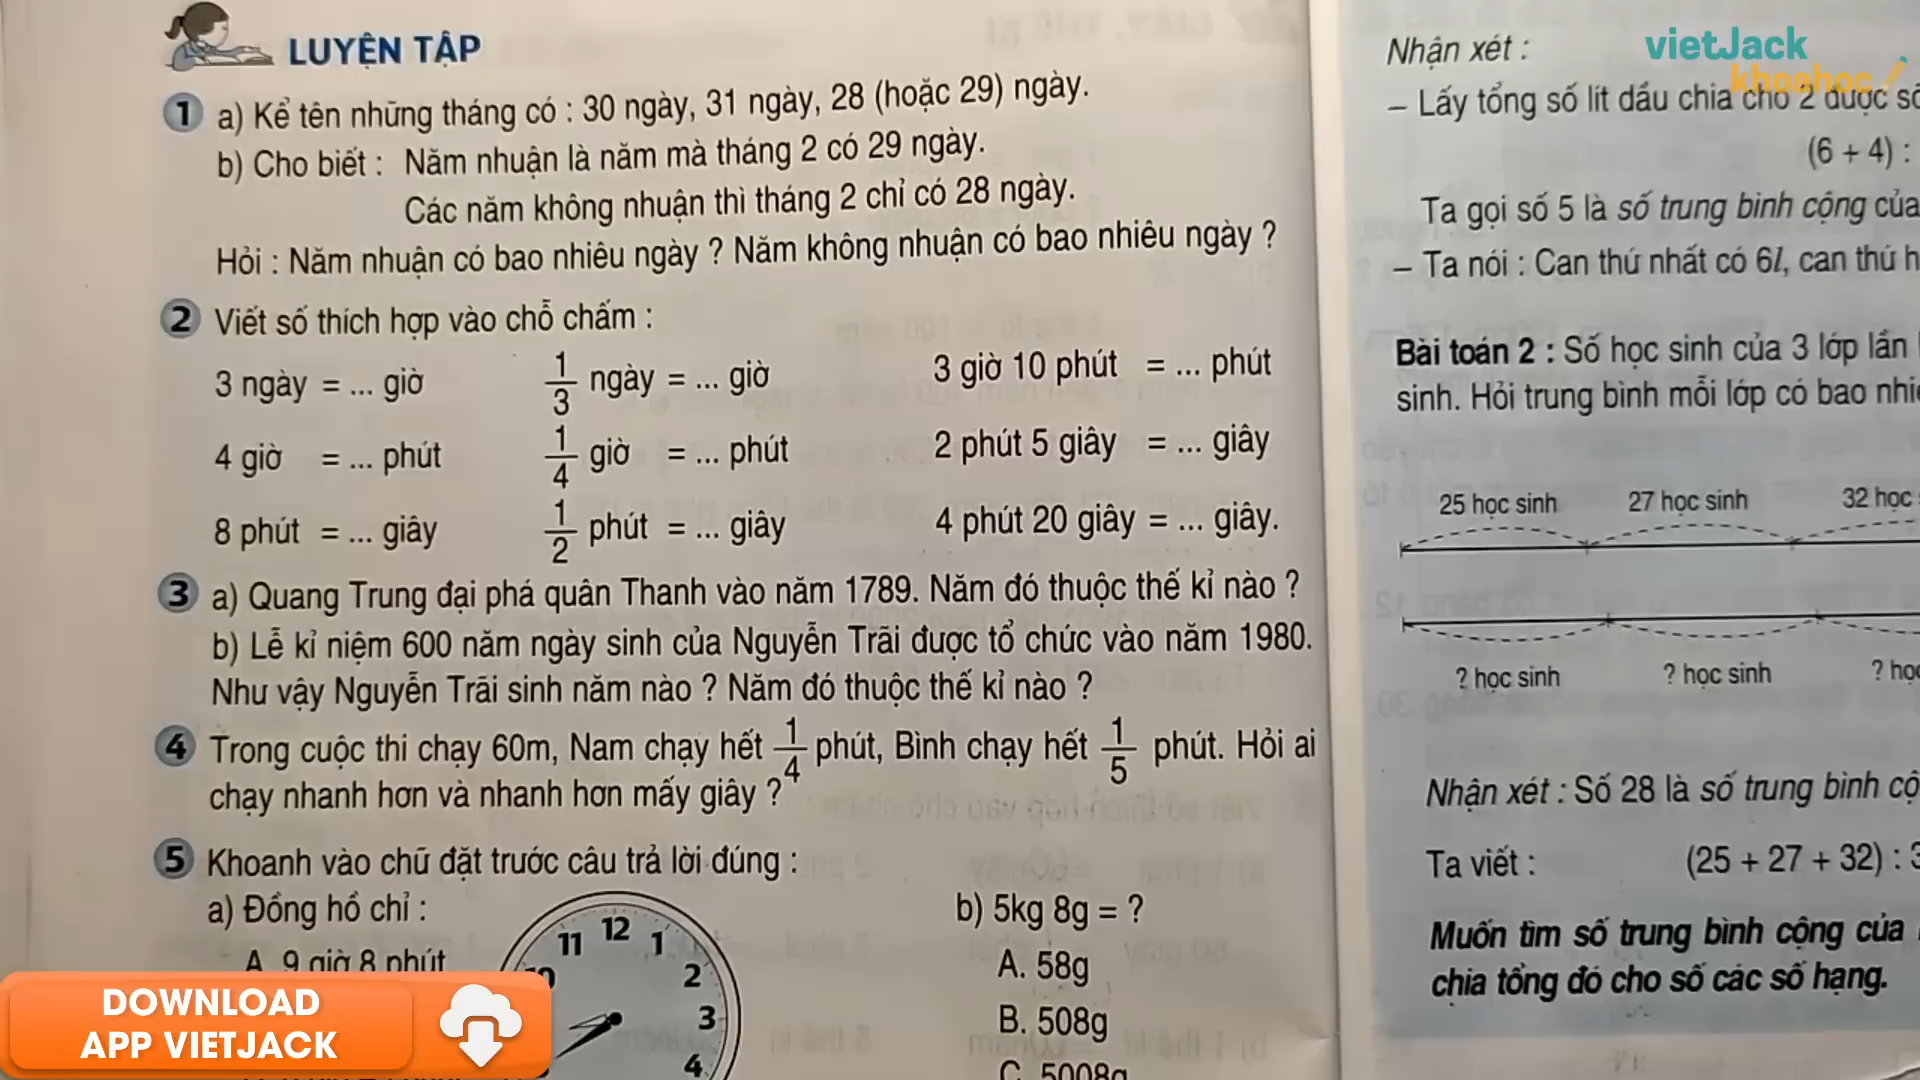 LUYỆN TẬP
1 a) Kể tên những tháng có : 30 ngày, 31 ngày, 28 (hoặc 29) ngày.
b) Cho biết : Năm nhuận là năm mà tháng 2 có 29 ngày.
Các năm không nhuận thì tháng 2 chỉ có 28 ngày.
Hỏi : Năm nhuận có bao nhiêu ngày ? Năm không nhuận có bao nhiêu ngày ?
2 Viết số thích hợp vào chỗ chấm :
3 ngày = ... giờ 1/3 ngày = ... giờ 3 giờ 10 phút = ... phút
4 giờ = ... phút 1/4 giờ = ... phút 2 phút 5 giây = ... giây
8 phút = ... giây 1/2 phút = ... giây 4 phút 20 giây = ... giây.
3 a) Quang Trung đại phá quân Thanh vào năm 1789. Năm đó thuộc thế kỉ nào ?
b) Lễ kỉ niệm 600 năm ngày sinh của Nguyễn Trãi được tổ chức vào năm 1980.
Như vậy Nguyễn Trãi sinh năm nào ? Năm đó thuộc thế kỉ nào ?
4 Trong cuộc thi chạy 60m, Nam chạy hết 1/4 phút, Bình chạy hết 1/5 phút. Hỏi ai
chạy nhanh hơn và nhanh hơn mấy giây ?
5 Khoanh vào chữ đặt trước câu trả lời đúng :
a) Đồng hồ chỉ :
A. 9 giờ 8 phút
11 12 1
2
3
4
b) 5kg 8g = ?
A. 58g
B. 508g
C. 5008g
Nhận xét :
– Lấy tổng số lít dầu chia cho 2 được
(6 + 4) :
Ta gọi số 5 là số trung bình cộng của
– Ta nói : Can thứ nhất có 6l, can thứ
Bài toán 2 : Số học sinh của 3 lớp lần
sinh. Hỏi trung bình mỗi lớp có bao
25 học sinh 27 học sinh 32 học
? học sinh ? học sinh ?
Nhận xét : Số 28 là số trung bình
Ta viết : (25 + 27 + 32) : 3
Muốn tìm số trung bình cộng của
chia tổng đó cho số các số hạng.
vietJack
khoahoc
DOWNLOAD
APP VIETJACK